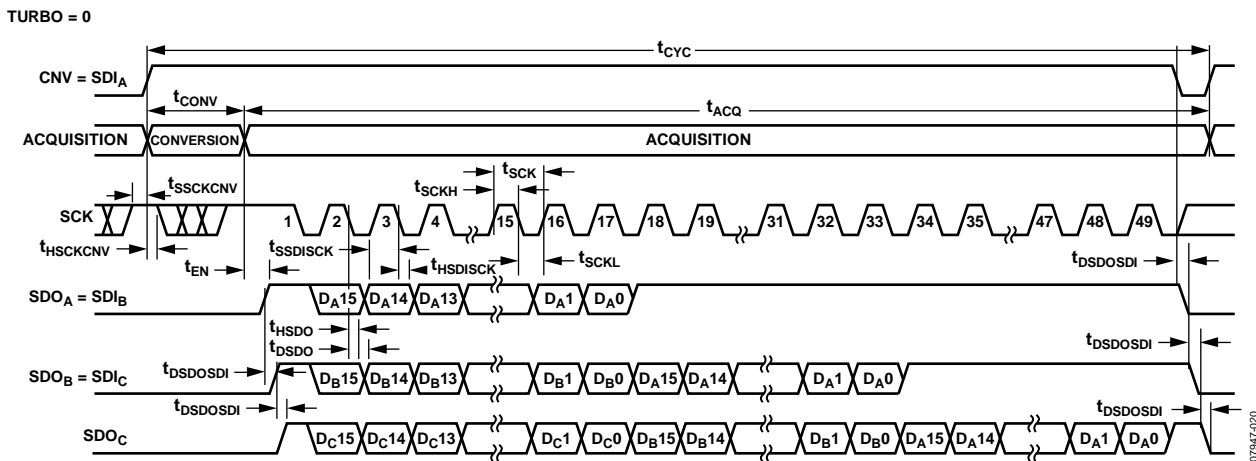 TURBO = 0
tCYC
CNV = SDIA
tCONV
tACQ
ACQUISITION CONVERSION ACQUISITION
tSSCKCNV
tSCK
tSCKH
SCK 1 2 3 4 15 16 17 18 19 31 32 33 34 35 47 48 49
tHSCKCNV
tSSDISCK
tEN
tHSDISCK
tSCKL
tDSDOSDI
SDOA = SDIB DA15 DA14 DA13 DA1 DA0
tHSDO
tDSDO
tDSDOSDI
tDSDOSDI
SDOB = SDIC DB15 DB14 DB13 DB1 DB0 DA15 DA14 DA1 DA0
tDSDOSDI
tDSDOSDI
SDOC DC15 DC14 DC13 DC1 DC0 DB15 DB14 DB1 DB0 DA15 DA14 DA1 DA0
07947-020